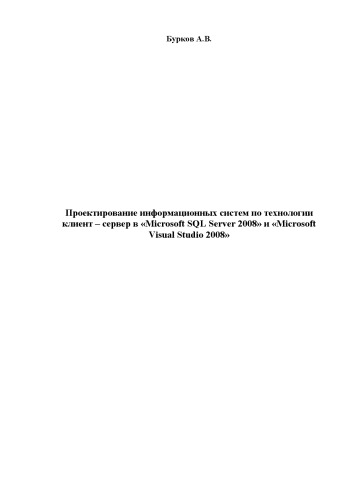 Бурков А.В.
Проектирование информационных систем по технологии
клиент – сервер в «Microsoft SQL Server 2008» и «Microsoft
Visual Studio 2008»